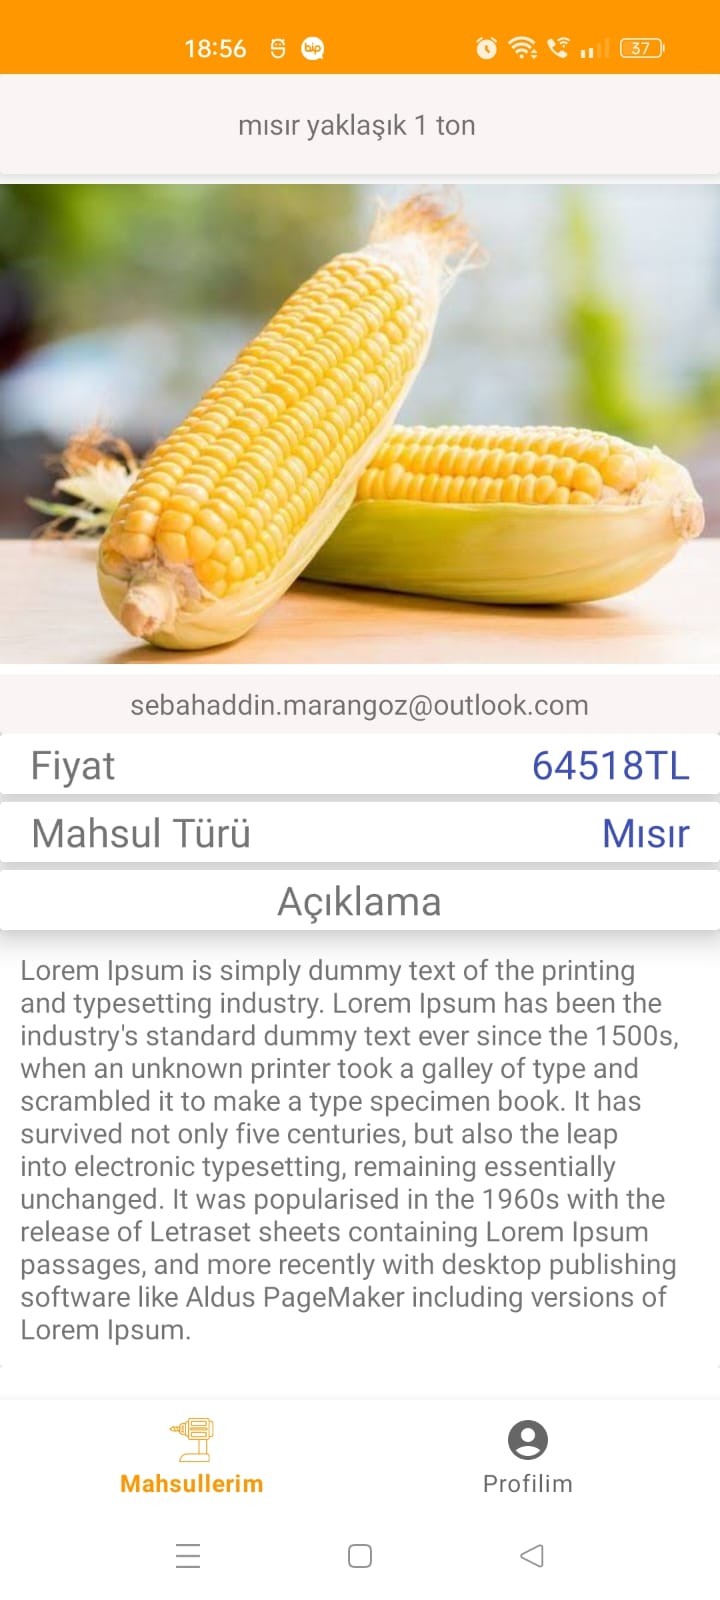 18:56
bip
37
mısır yaklaşık 1 ton
sebahaddin.marangoz@outlook.com
Fiyat 64518TL
Mahsul Türü Mısır
Açıklama
Lorem Ipsum is simply dummy text of the printing
and typesetting industry. Lorem Ipsum has been the
industry's standard dummy text ever since the 1500s,
when an unknown printer took a galley of type and
scrambled it to make a type specimen book. It has
survived not only five centuries, but also the leap
into electronic typesetting, remaining essentially
unchanged. It was popularised in the 1960s with the
release of Letraset sheets containing Lorem Ipsum
passages, and more recently with desktop publishing
software like Aldus PageMaker including versions of
Lorem Ipsum.
Mahsullerim Profilim